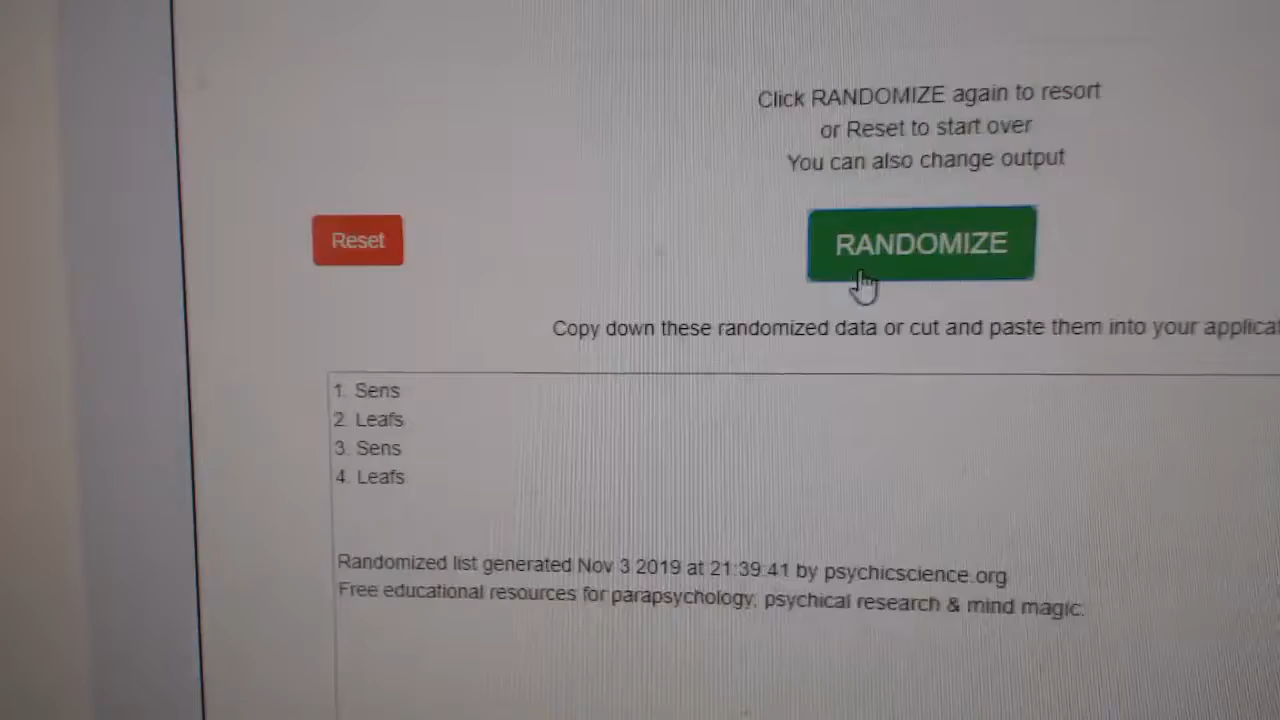 Click RANDOMIZE again to resort
or Reset to start over
You can also change output
Reset
RANDOMIZE
Copy down these randomized data or cut and paste them into your
1. Sens
2. Leafs
3. Sens
4. Leafs
Randomized list generated Nov 3 2019 at 21:39:41 by psychicscience.org
Free educational resources for parapsychology, psychical research & mind magic.